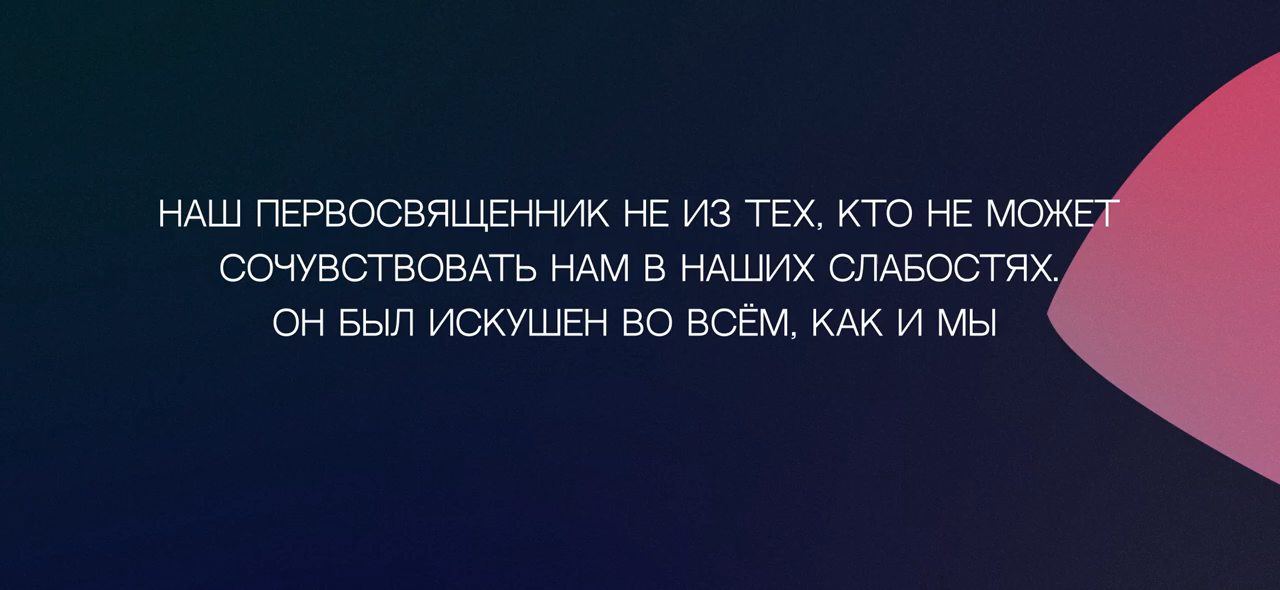 НАШ ПЕРВОСВЯЩЕННИК НЕ ИЗ ТЕХ, КТО НЕ МОЖЕТ
СОЧУВСТВОВАТЬ НАМ В НАШИХ СЛАБОСТЯХ.
ОН БЫЛ ИСКУШЕН ВО ВСЁМ, КАК И МЫ